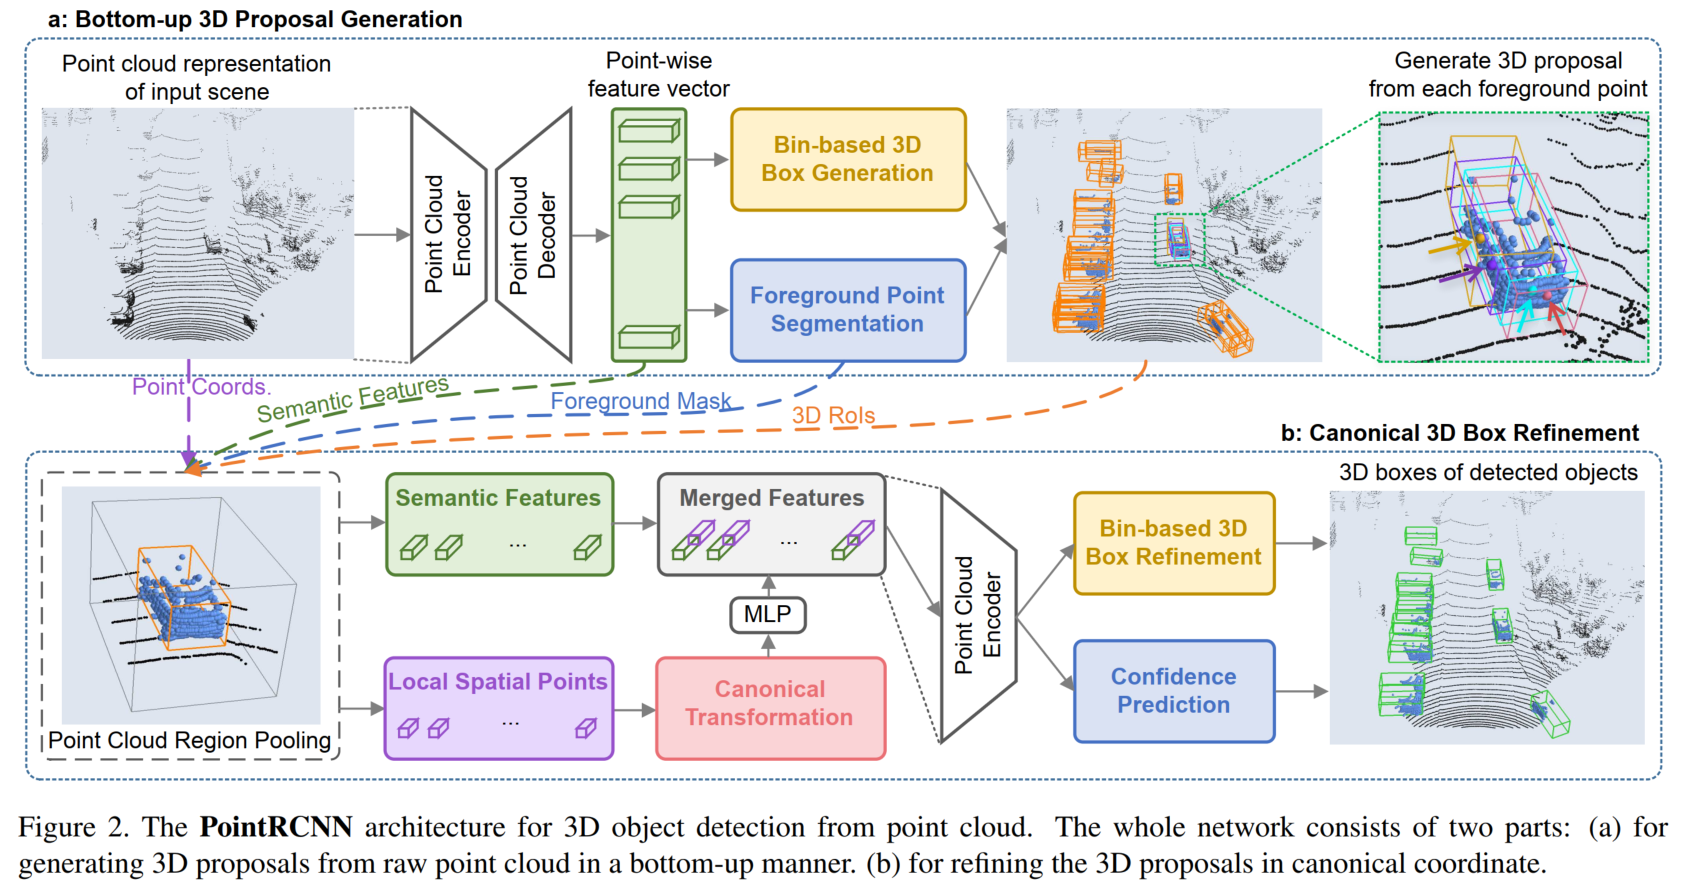 a: Bottom-up 3D Proposal Generation
Point cloud representation
of input scene
Point Cloud
Encoder
Point Cloud
Decoder
Point-wise
feature vector
Bin-based 3D
Box Generation
Foreground Point
Segmentation
Generate 3D proposal
from each foreground point
Point Coords.
Semantic Features
Foreground Mask
3D RoIs
b: Canonical 3D Box Refinement
Point Cloud Region Pooling
Semantic Features
...
Local Spatial Points
...
Merged Features
...
MLP
Canonical
Transformation
Point Cloud
Encoder
Bin-based 3D
Box Refinement
Confidence
Prediction
3D boxes of detected objects
Figure 2. The PointRCNN architecture for 3D object detection from point cloud. The whole network consists of two parts: (a) for
generating 3D proposals from raw point cloud in a bottom-up manner. (b) for refining the 3D proposals in canonical coordinate.